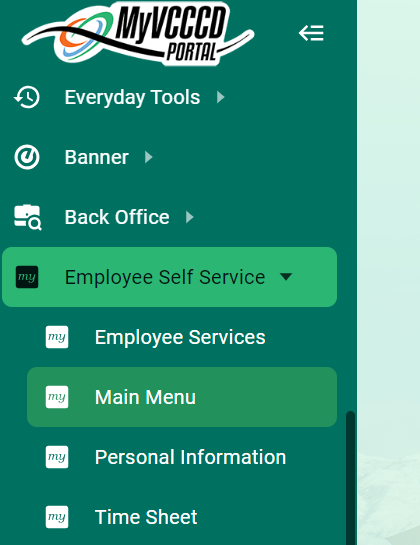 MyVCCCD
PORTAL
Everyday Tools
Banner
Back Office
my Employee Self Service
my Employee Services
my Main Menu
my Personal Information
my Time Sheet